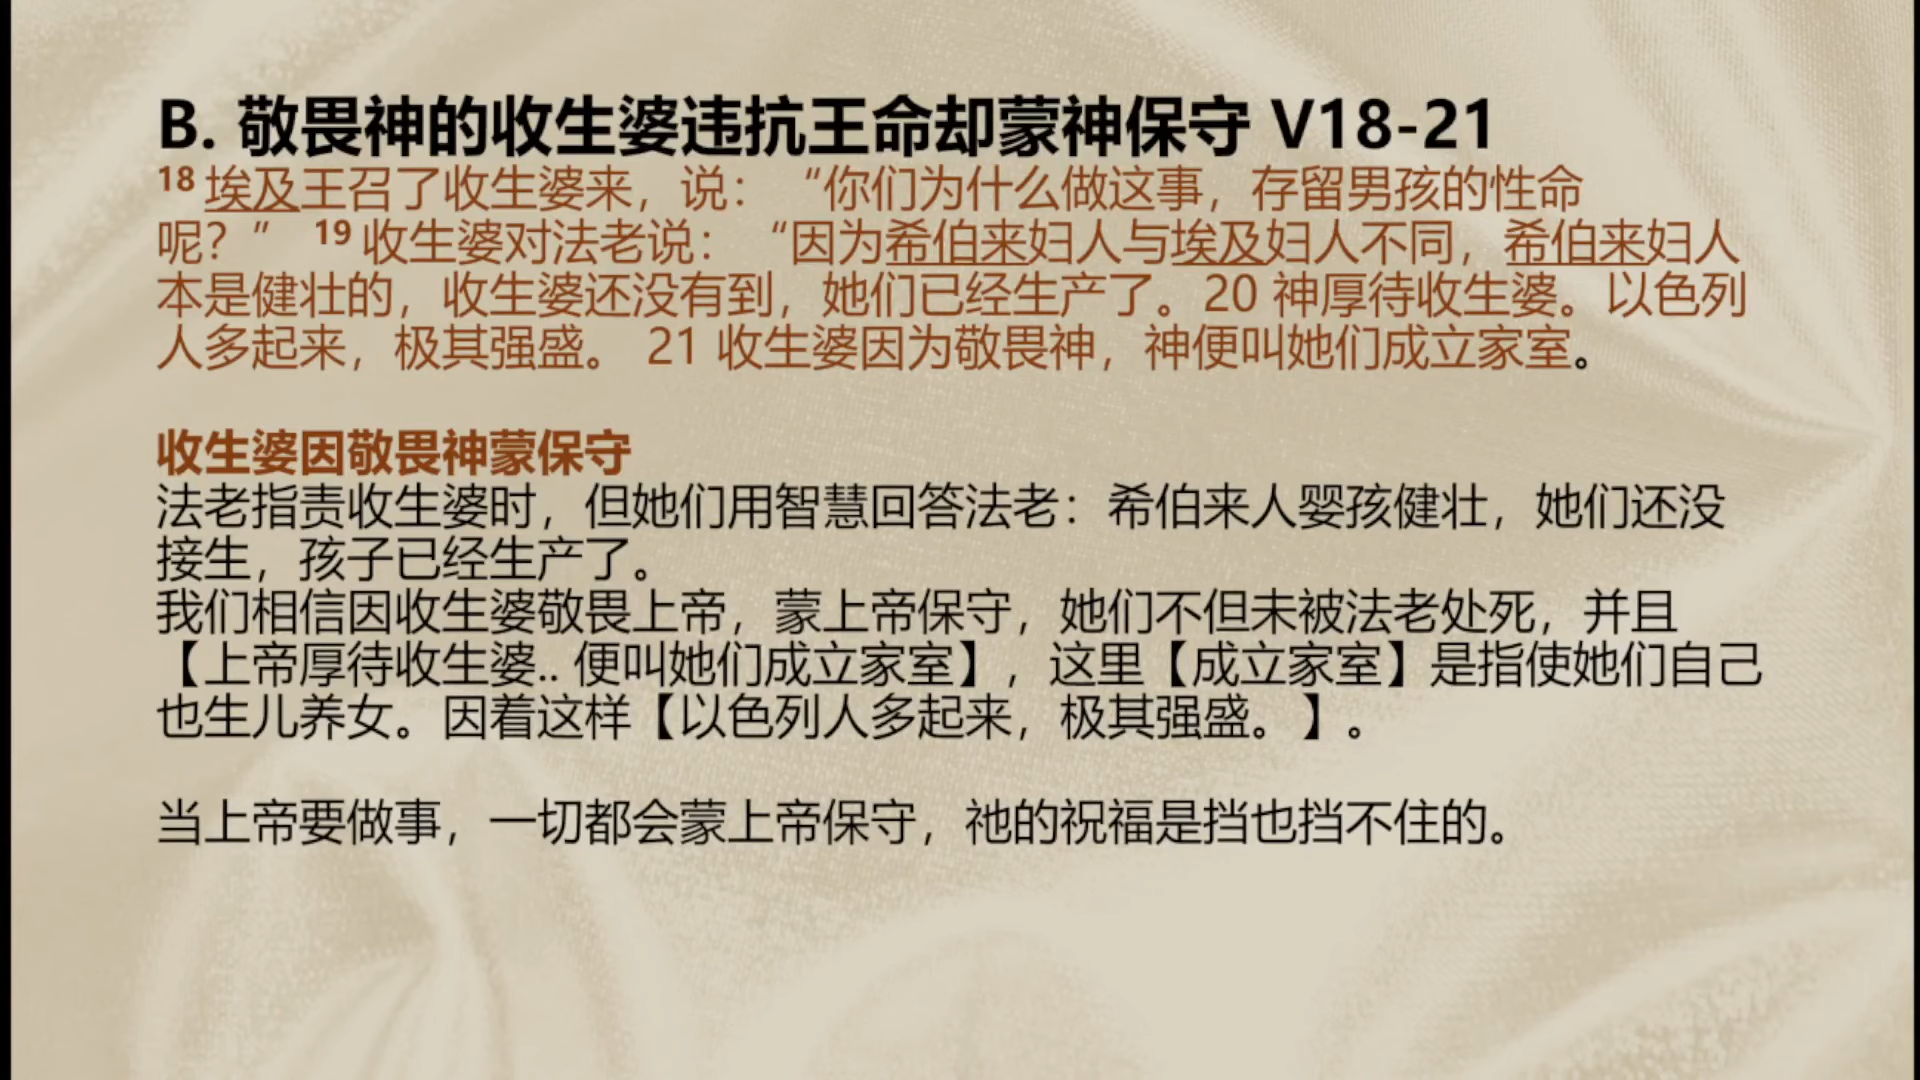 B. 敬畏神的收生婆违抗王命却蒙神保守 V18-21
18 埃及王召了收生婆来，说：“你们为什么做这事，存留男孩的性命
呢？” 19 收生婆对法老说：“因为希伯来妇人与埃及妇人不同，希伯来妇人
本是健壮的，收生婆还没有到，她们已经生产了。20 神厚待收生婆。以色列
人多起来，极其强盛。 21 收生婆因为敬畏神，神便叫她们成立家室。
收生婆因敬畏神蒙保守
法老指责收生婆时，但她们用智慧回答法老：希伯来人婴孩健壮，她们还没
接生，孩子已经生产了。
我们相信因收生婆敬畏上帝，蒙上帝保守，她们不但未被法老处死，并且
【上帝厚待收生婆.. 便叫她们成立家室】，这里【成立家室】是指使她们自己
也生儿养女。因着这样【以色列人多起来，极其强盛。】。
当上帝要做事，一切都会蒙上帝保守，祂的祝福是挡也挡不住的。